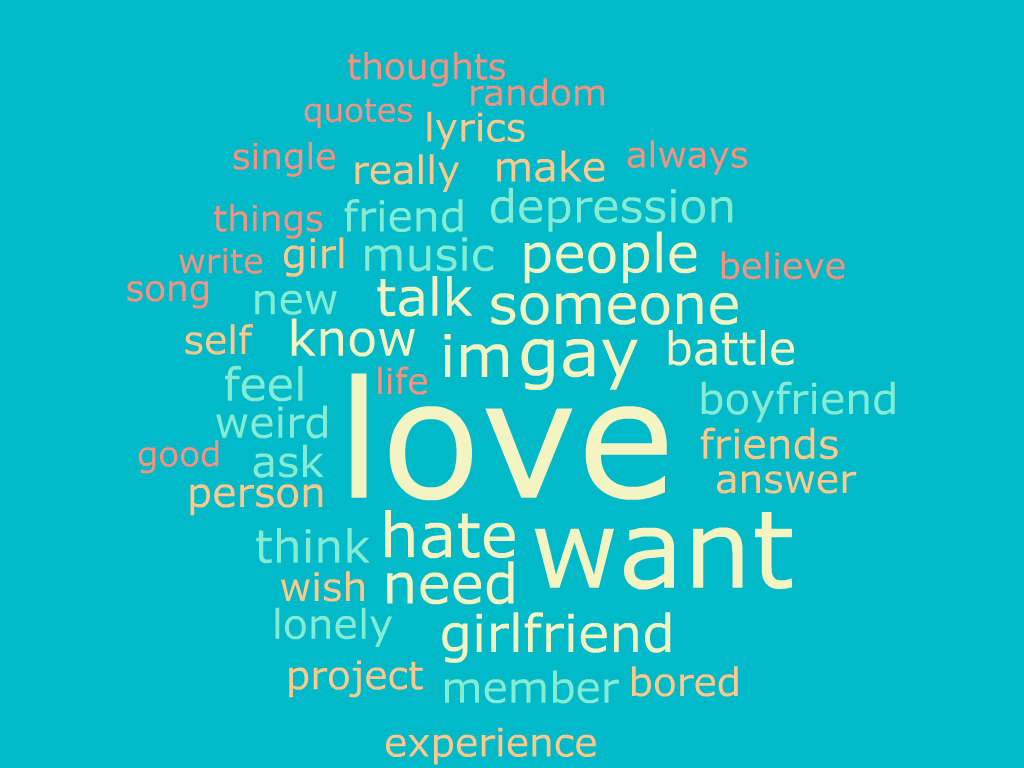 thoughts
random
quotes
lyrics
single
really
make
always
things
friend
depression
write
girl
music
people
believe
song
new
talk
someone
self
know
im
gay
battle
feel
life
boyfriend
weird
love
friends
good
ask
answer
person
think
hate
want
wish
need
lonely
girlfriend
project
member
bored
experience